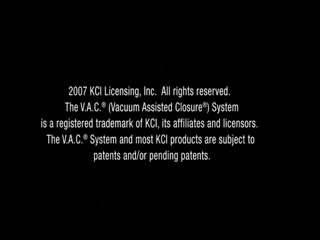 2007 KCI Licensing, Inc. All rights reserved.
The V.A.C.® (Vacuum Assisted Closure®) System
is a registered trademark of KCI, its affiliates and licensors.
The V.A.C.® System and most KCI products are subject to
patents and/or pending patents.